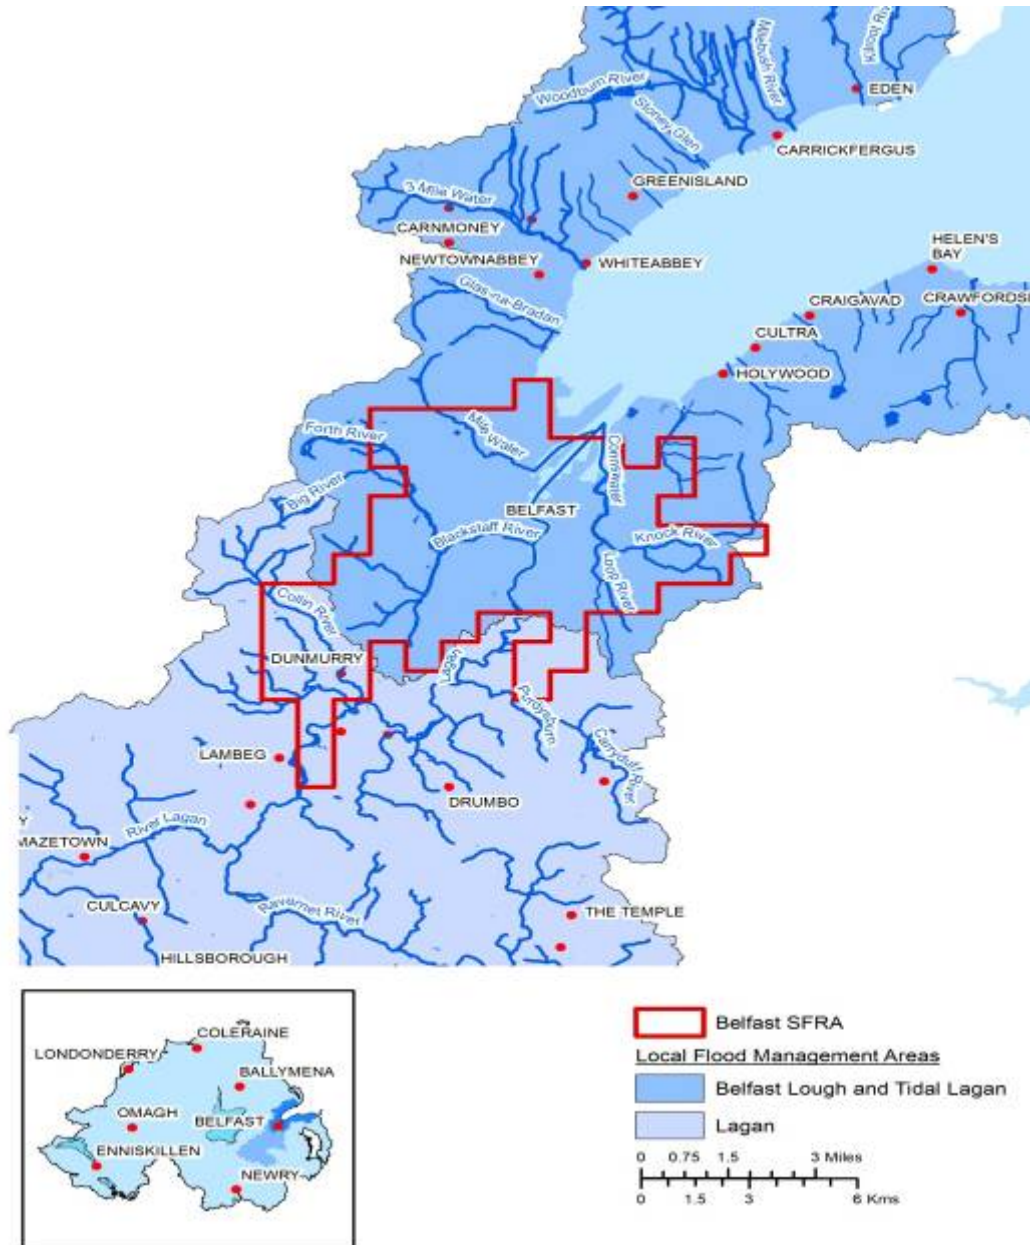 Woodburn River
Milebush River
Kilroot River
EDEN
Stoney Glen
CARRICKFERGUS
GREENISLAND
3 Mile Water
CARNMONEY
NEWTOWNABBEY
WHITEABBEY
HELEN'S
BAY
Glas-na-Bradan
CRAIGAVAD
CRAWFORDS
CULTRA
HOLYWOOD
Forth River
Mile Water
Connswater
Big River
BELFAST
Blackstaff River
Knock River
Loop River
Collin River
DUNMURRY
Lagan
Purdysburn
Carryduff River
LAMBEG
DRUMBO
River Lagan
Y
MAZETOWN
CULCAVY
Ravernet River
THE TEMPLE
HILLSBOROUGH
COLERAINE
LONDONDERRY
BALLYMENA
OMAGH
BELFAST
ENNISKILLEN
NEWRY
Belfast SFRA
Local Flood Management Areas
Belfast Lough and Tidal Lagan
Lagan
0 0.75 1.5 3 Miles
0 1.5 3 6 Kms